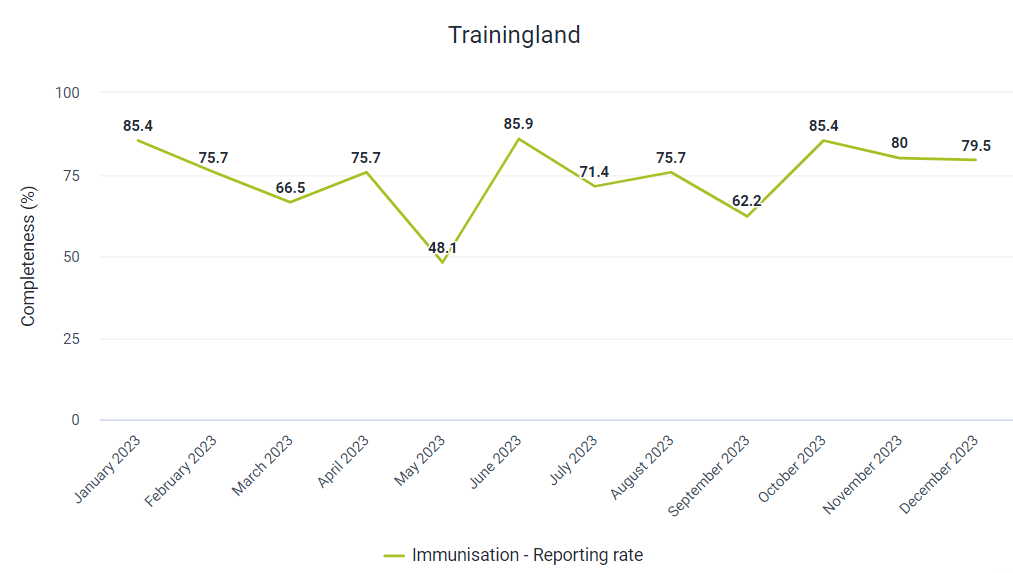 Trainingland
100
75
50
25
0
Completeness (%)
85.4
75.7
66.5
75.7
48.1
85.9
71.4
75.7
62.2
85.4
80
79.5
January 2023
February 2023
March 2023
April 2023
May 2023
June 2023
July 2023
August 2023
September 2023
October 2023
November 2023
December 2023
Immunisation - Reporting rate